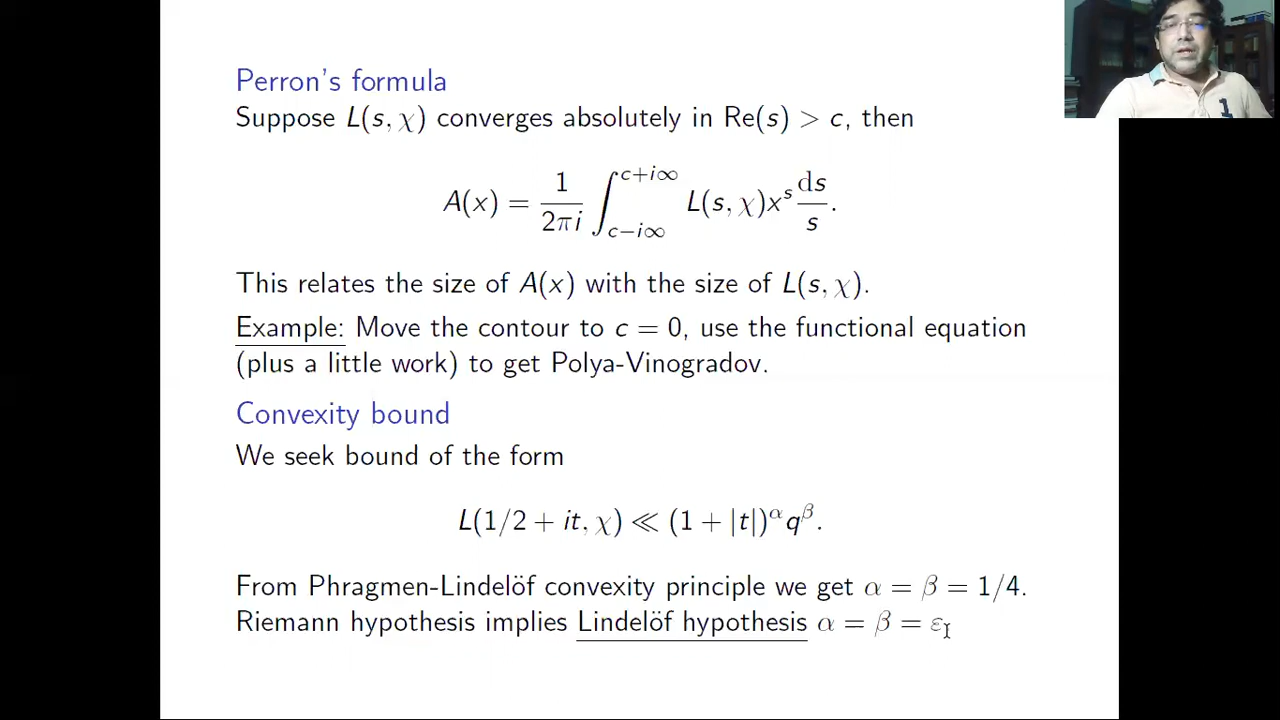 Perron's formula
Suppose L(s, χ) converges absolutely in Re(s) > c, then
A(x) = \frac{1}{2πi} \int_{c−i∞}^{c+i∞} L(s, χ)x^s \frac{ds}{s}.
This relates the size of A(x) with the size of L(s, χ).
Example: Move the contour to c = 0, use the functional equation
(plus a little work) to get Polya-Vinogradov.
Convexity bound
We seek bound of the form
L(1/2 + it, χ) ≪ (1 + |t|)^α q^β.
From Phragmen-Lindelöf convexity principle we get α = β = 1/4.
Riemann hypothesis implies Lindelöf hypothesis α = β = ε